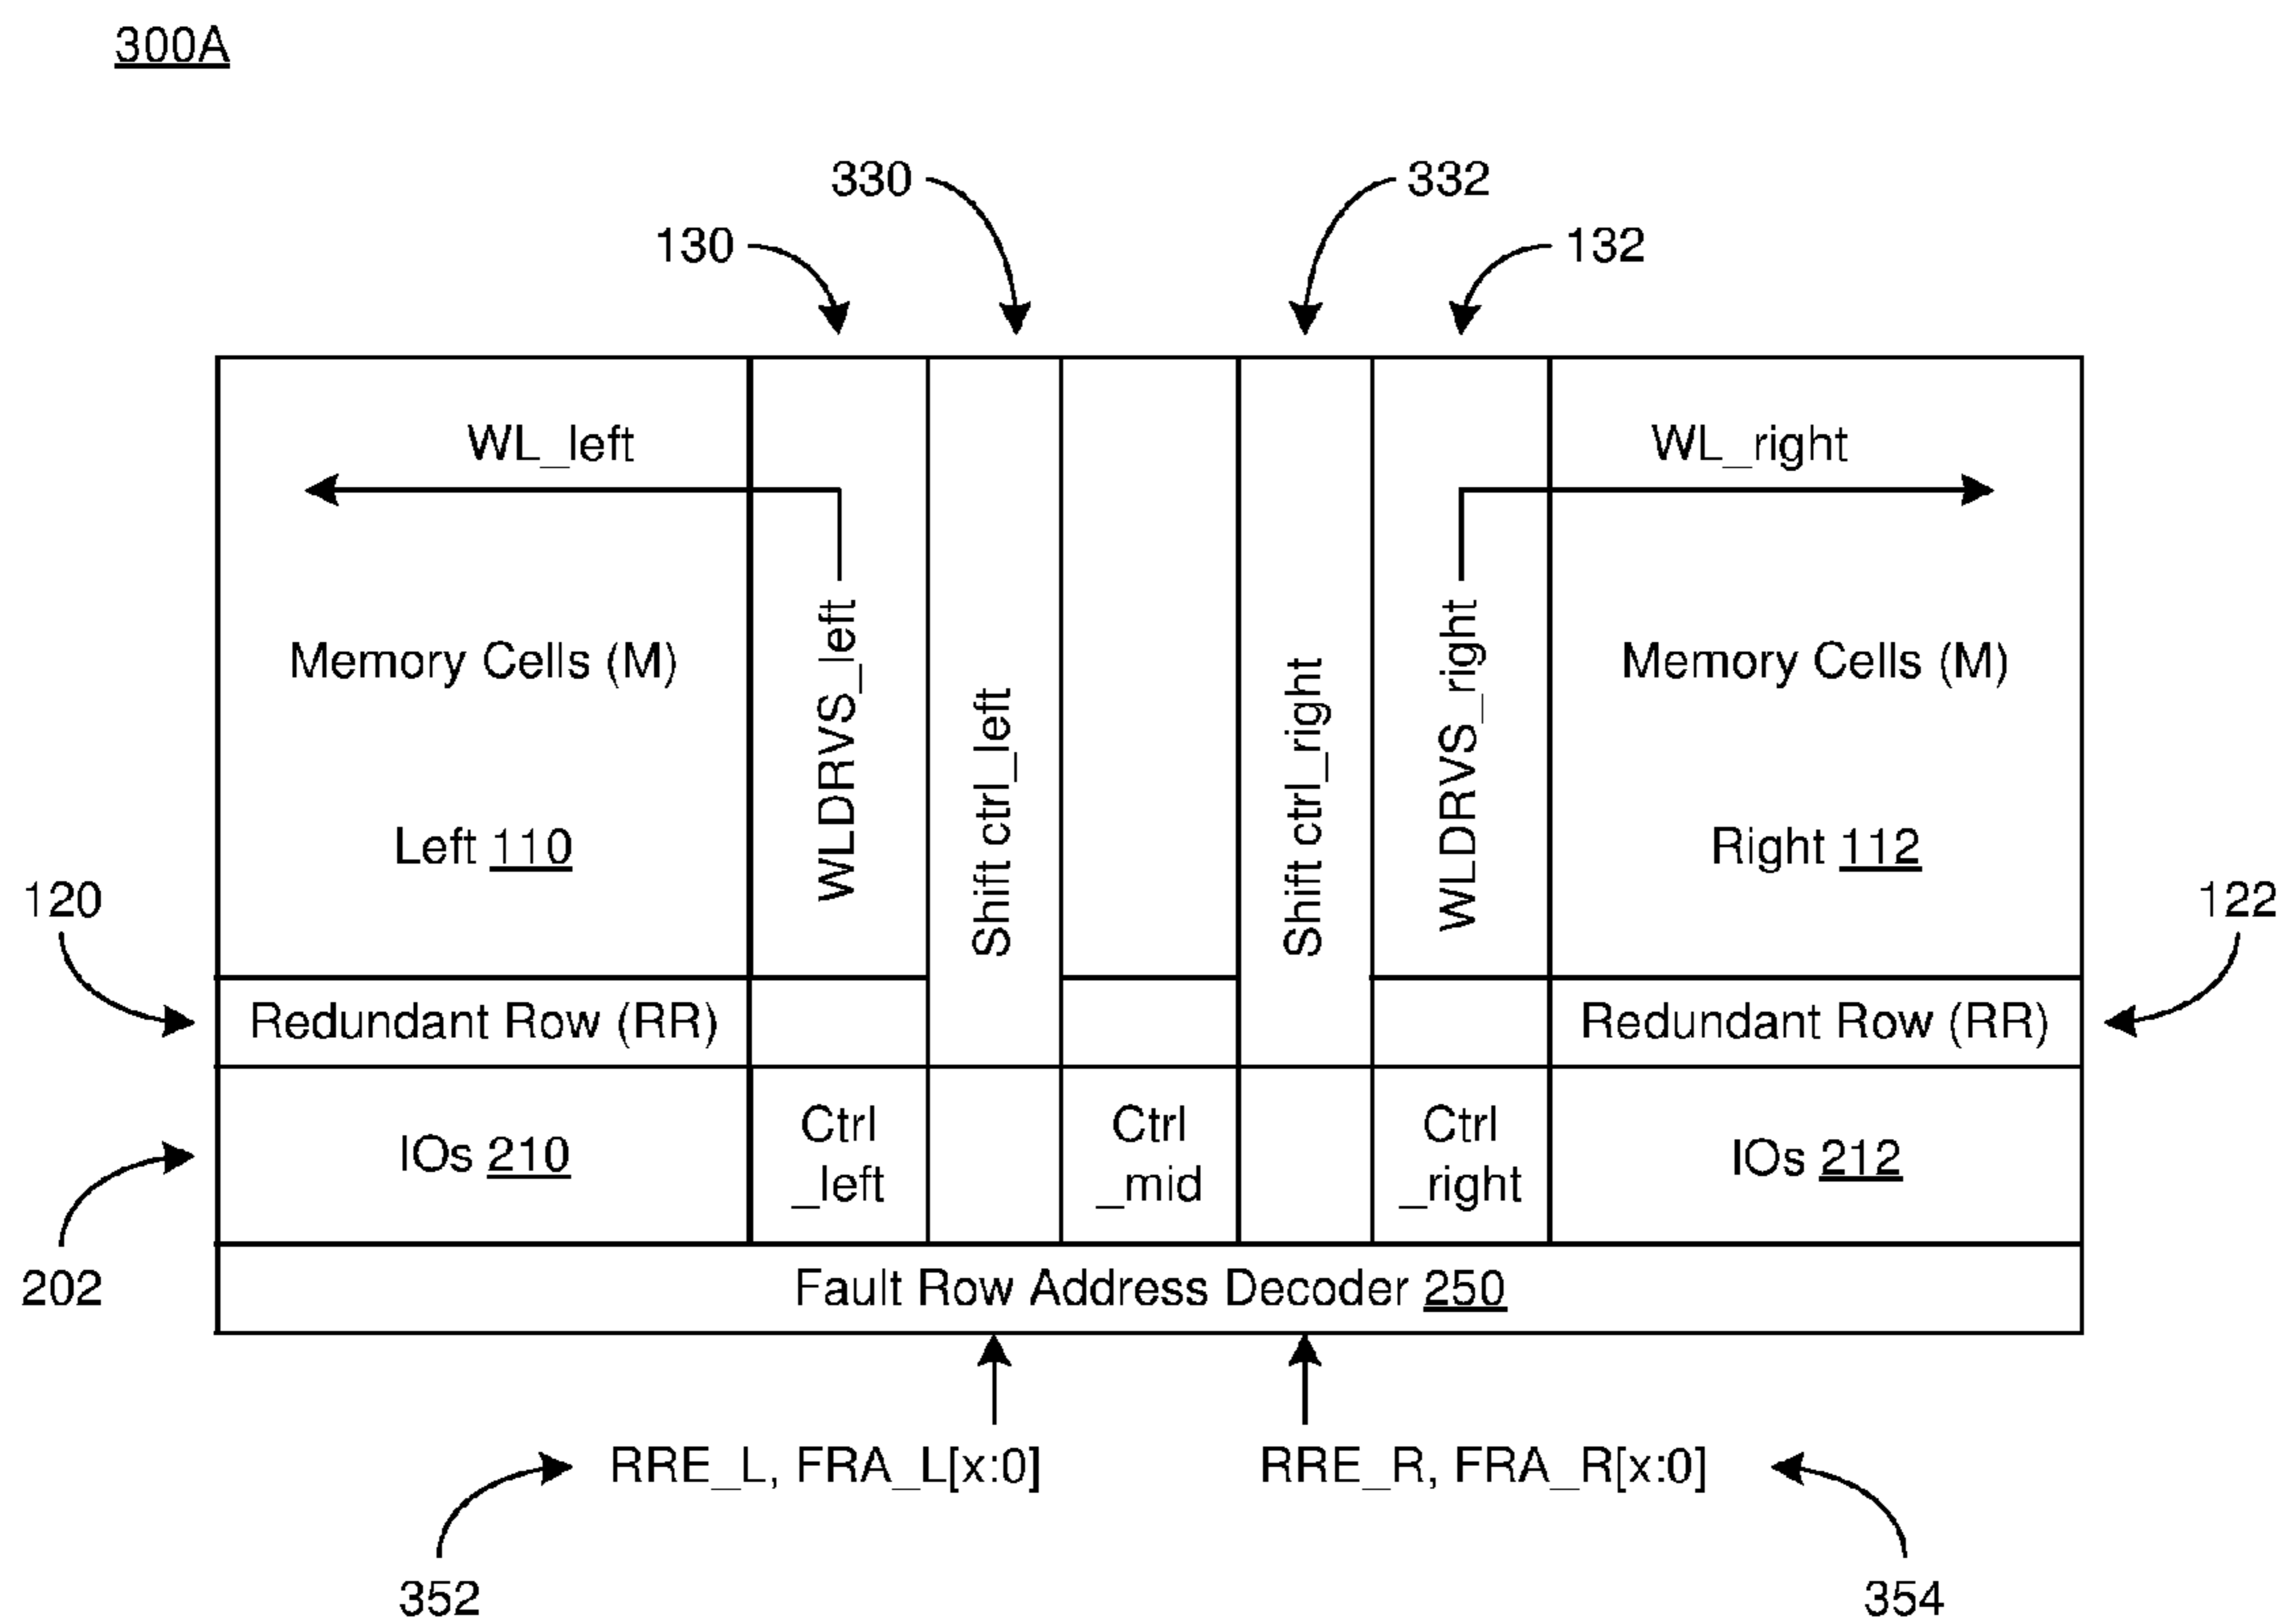 300A
330
332
130
132
WL_left
WL_right
Memory Cells (M)
Left 110
WLDRVS_left
Shift ctrl_left
Shift ctrl_right
WLDRVS_right
Memory Cells (M)
Right 112
120
122
Redundant Row (RR)
Redundant Row (RR)
IOs 210
Ctrl
_left
Ctrl
_mid
Ctrl
_right
IOs 212
202
Fault Row Address Decoder 250
RRE_L, FRA_L[x:0]
RRE_R, FRA_R[x:0]
352
354